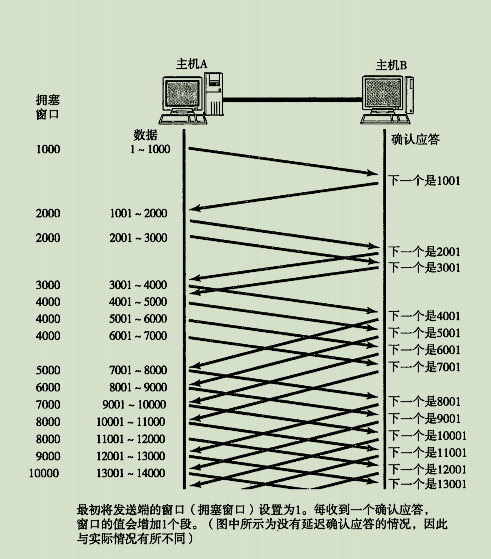 主机A 主机B
拥塞
窗口
数据 确认应答
1000 1~1000
下一个是1001
2000 1001~2000
2000 2001~3000
下一个是2001
下一个是3001
3000 3001~4000
4000 4001~5000
4000 5001~6000
4000 6001~7000
下一个是4001
下一个是5001
下一个是6001
下一个是7001
5000 7001~8000
6000 8001~9000
7000 9001~10000
8000 10001~11000
8000 11001~12000
9000 12001~13000
10000 13001~14000
下一个是8001
下一个是9001
下一个是10001
下一个是11001
下一个是12001
下一个是13001
最初将发送端的窗口（拥塞窗口）设置为1。每收到一个确认应答，
窗口的值会增加1个段。（图中所示为没有延迟确认应答的情况，因此
与实际情况有所不同）